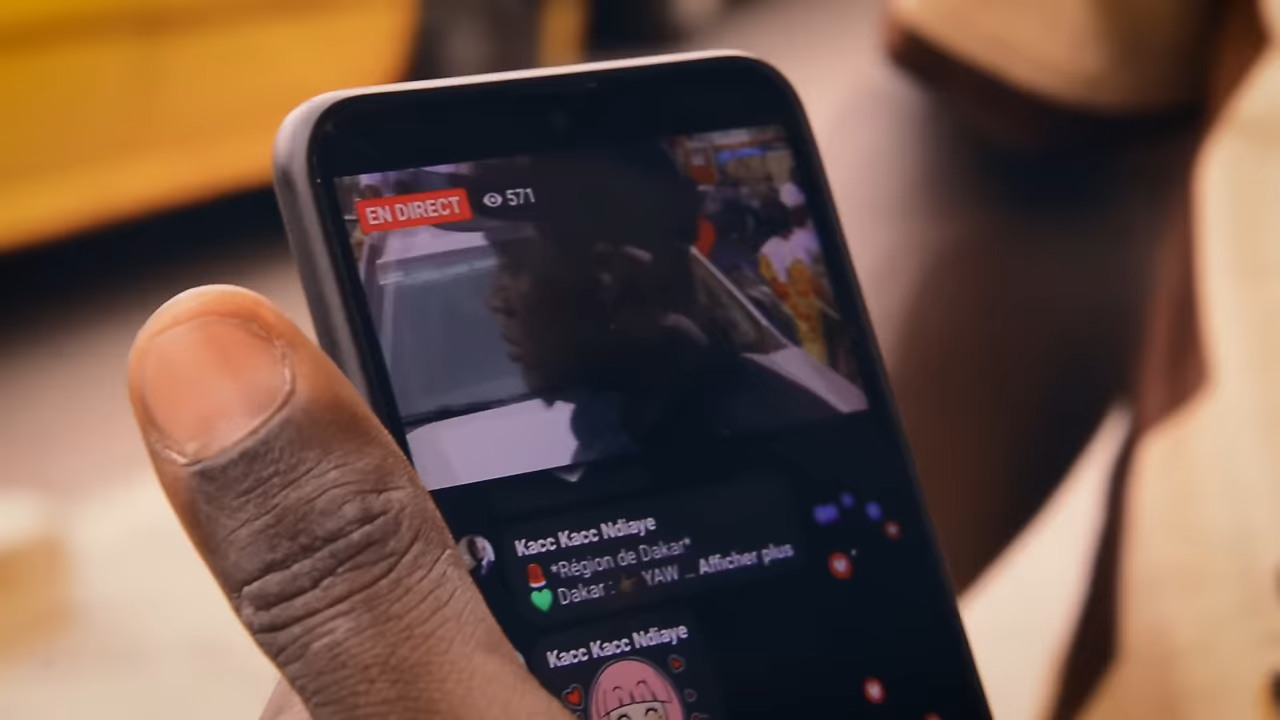 EN DIRECT 571
Kacc Kacc Ndiaye
*Région de Dakar*
Dakar : YAW ... Afficher plus
Kacc Kacc Ndiaye